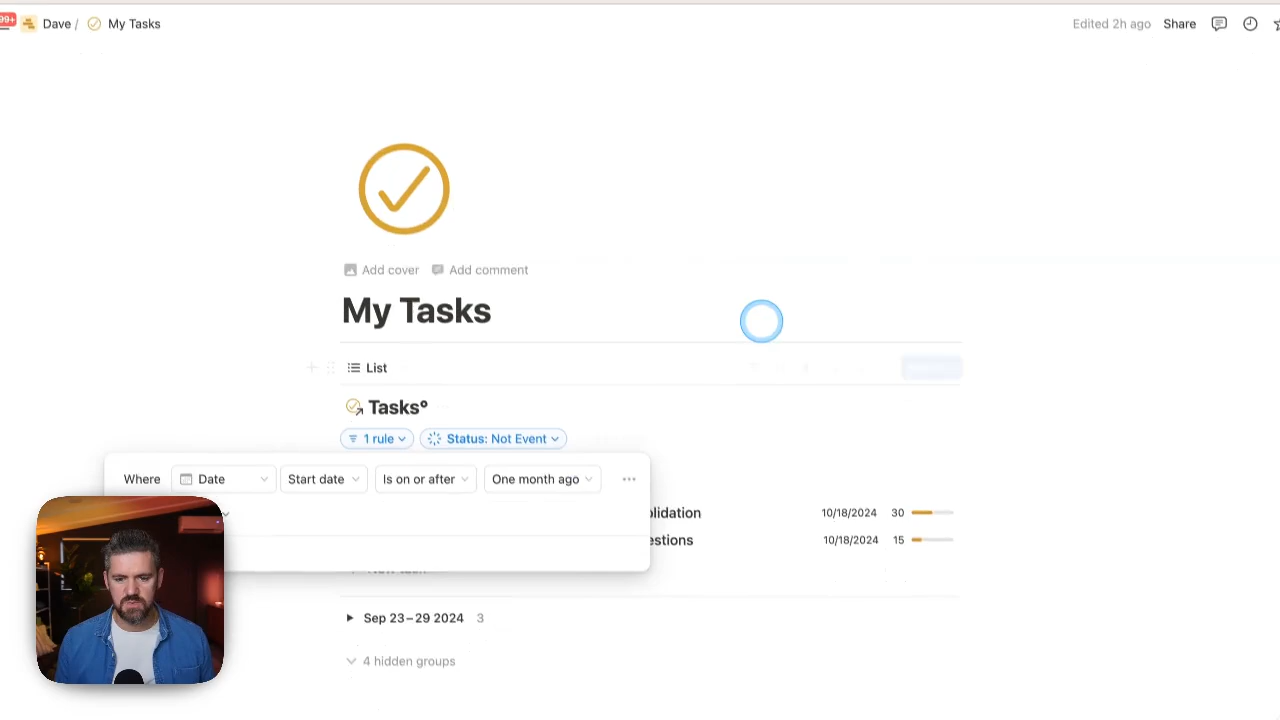 99+ Dave / My Tasks Edited 2h ago Share
Add cover Add comment
My Tasks
List
Tasks°
1 rule Status: Not Event
Where Date Start date Is on or after One month ago
10/18/2024 30
10/18/2024 15
Sep 23–29 2024 3
4 hidden groups